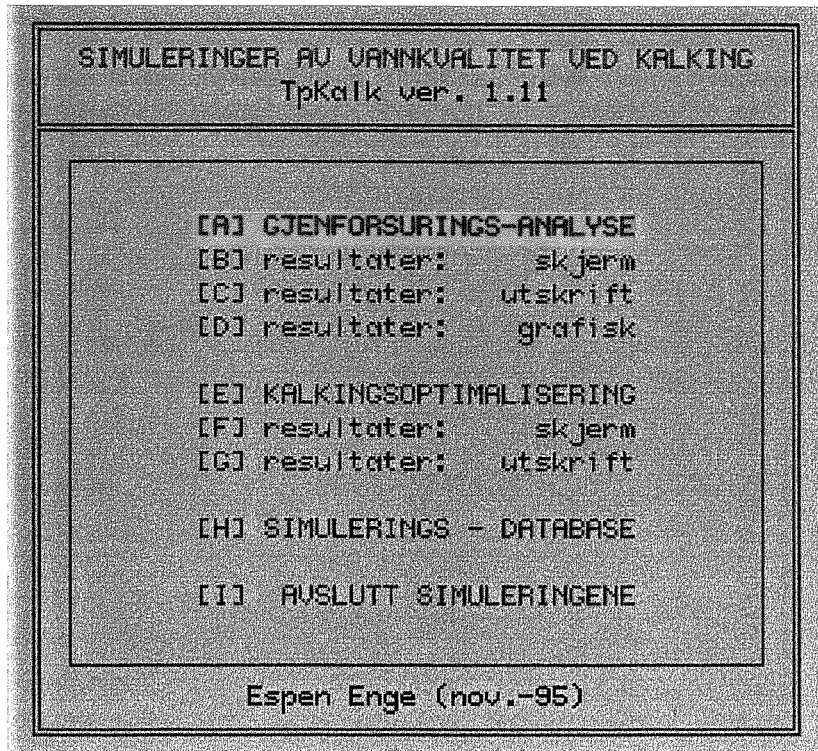 SIMULERINGER AV VANNKVALITET VED KALKING
TpKalk ver. 1.11
[A] GJENFORSURINGS-ANALYSE
[B] resultater: skjerm
[C] resultater: utskrift
[D] resultater: grafisk
[E] KALKINGSOPTIMALISERING
[F] resultater: skjerm
[G] resultater: utskrift
[H] SIMULERINGS - DATABASE
[I] AVSLUTT SIMULERINGENE
Espen Enge (nov.-95)